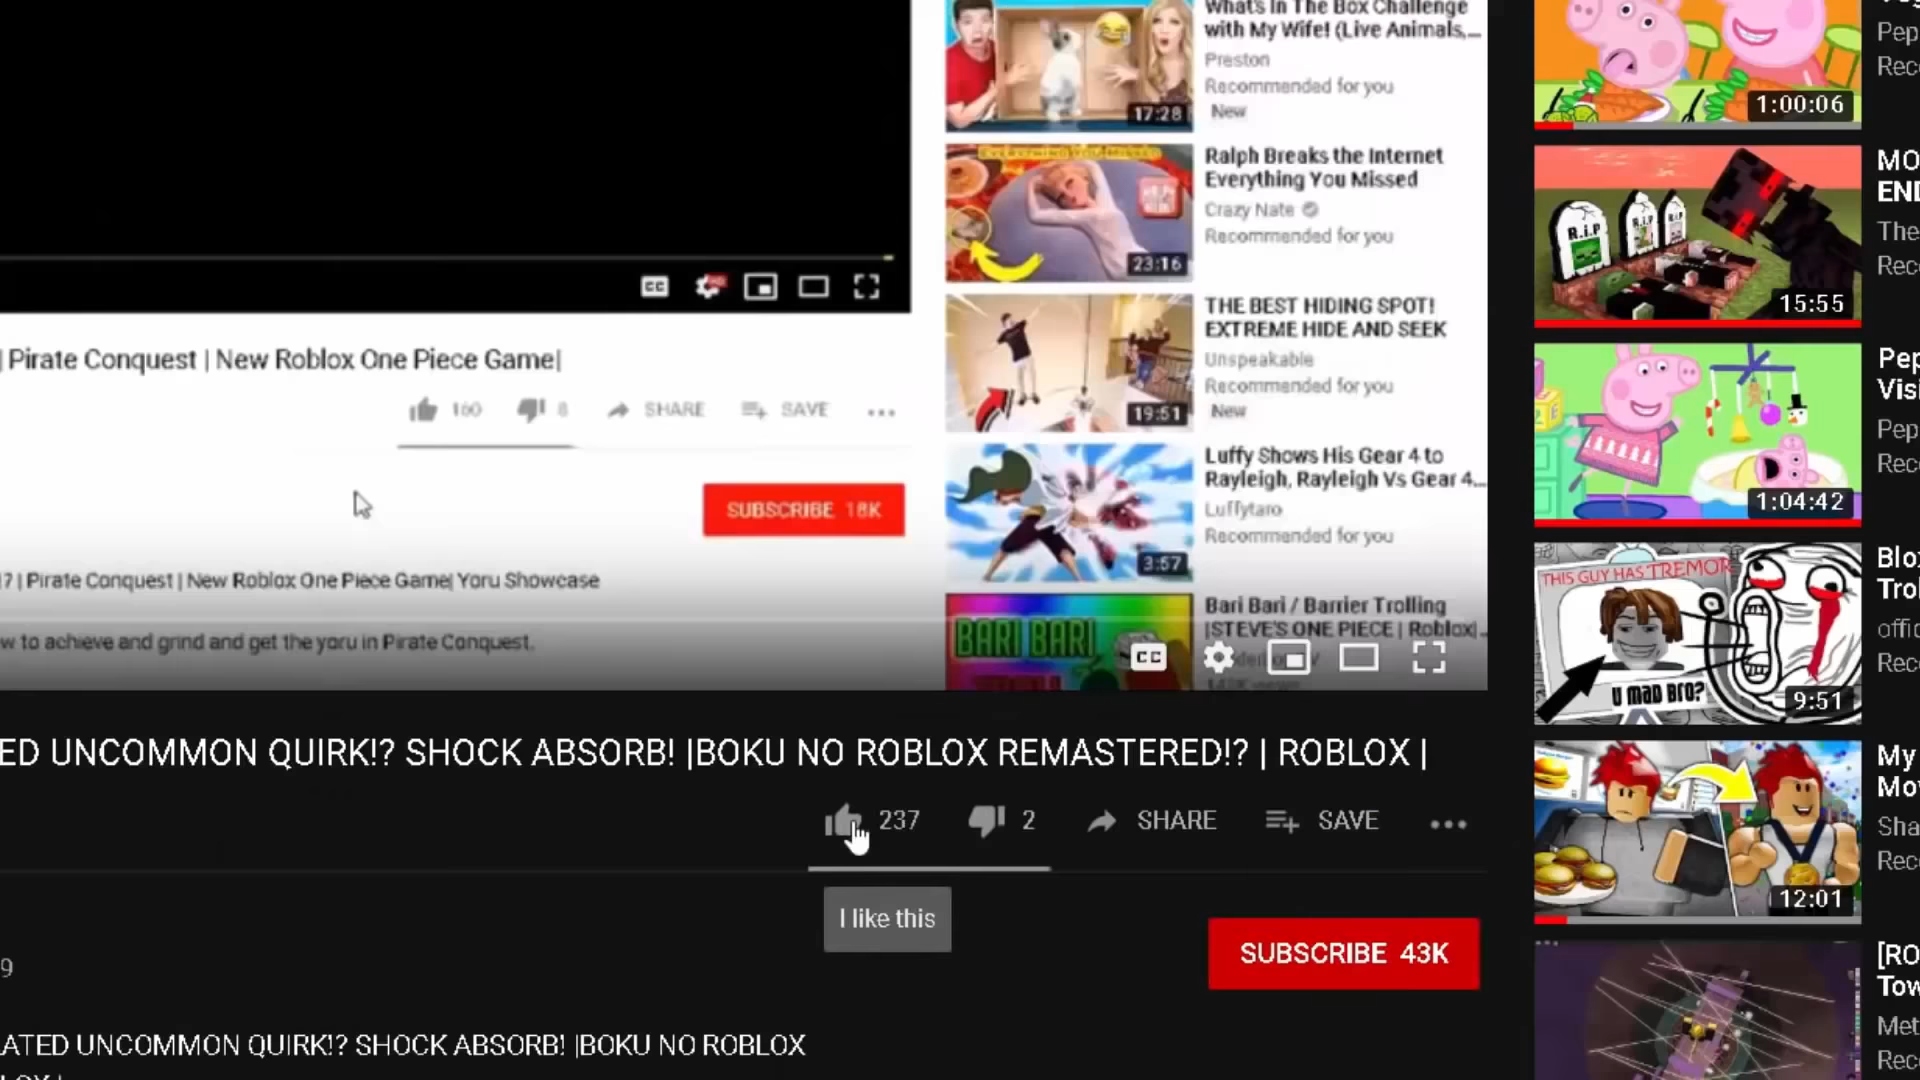 What's In The Box Challenge
with My Wife! (Live Animals,...
Preston
Recommended for you
New
17:28
Ralph Breaks the Internet
Everything You Missed
Crazy Nate
Recommended for you
23:16
THE BEST HIDING SPOT!
EXTREME HIDE AND SEEK
Unspeakable
Recommended for you
New
19:51
Luffy Shows His Gear 4 to
Rayleigh, Rayleigh Vs Gear 4...
Luffytaro
Recommended for you
3:57
Bari Bari / Barrier Trolling
|STEVE'S ONE PIECE | Roblox|...
BARI BARI
CC
| Pirate Conquest | New Roblox One Piece Game|
160
8
SHARE
SAVE
SUBSCRIBE 18K
!? | Pirate Conquest | New Roblox One Piece Game| Yoru Showcase
w to achieve and grind and get the yoru in Pirate Conquest.
CC
ED UNCOMMON QUIRK!? SHOCK ABSORB! |BOKU NO ROBLOX REMASTERED!? | ROBLOX |
237
2
SHARE
SAVE
I like this
SUBSCRIBE 43K
9
ATED UNCOMMON QUIRK!? SHOCK ABSORB! |BOKU NO ROBLOX
1:00:06
Pep
Rec
R.i.P
R.i.P
R.i.P
15:55
MO
END
The
Rec
1:04:42
Pep
Visi
Pep
Rec
THIS GUY HAS TREMOR
U MAD BRO?
9:51
Blo
Trol
offic
Rec
12:01
My
Mov
Sha
Rec
[RO
Tow
Met
Rec